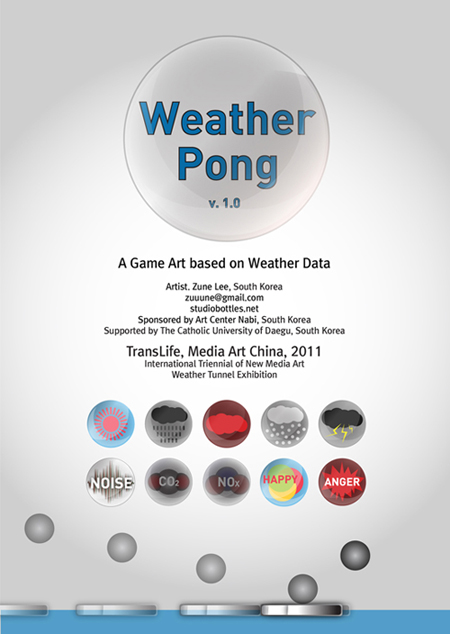 Weather
Pong
v. 1.0
A Game Art based on Weather Data
Artist. Zune Lee, South Korea
zuuune@gmail.com
studiobottles.net
Sponsored by Art Center Nabi, South Korea
Supported by The Catholic University of Daegu, South Korea
TransLife, Media Art China, 2011
International Triennial of New Media Art
Weather Tunnel Exhibition
NOISE CO₂ NOx HAPPY ANGER